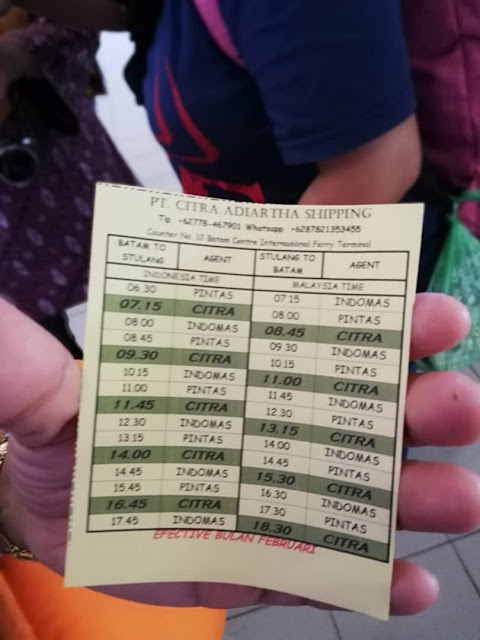 PT. CITRA ADIARTHA SHIPPING
Tlp. +62778-467901 Whatsapp +6287821353455
Counter No. 12 Batam Centre International Ferry Terminal
BATAM TO STULANG AGENT STULANG TO BATAM AGENT
INDONESIA TIME MALAYSIA TIME
06.30 PINTAS 07.15 INDOMAS
07.15 CITRA 08.00 PINTAS
08.00 INDOMAS 08.45 CITRA
08.45 PINTAS 09.30 INDOMAS
09.30 CITRA 10.15 PINTAS
10.15 INDOMAS 11.00 CITRA
11.00 PINTAS 11.45 INDOMAS
11.45 CITRA 12.30 PINTAS
12.30 INDOMAS 13.15 CITRA
13.15 PINTAS 14.00 INDOMAS
14.00 CITRA 14.45 PINTAS
14.45 INDOMAS 15.30 CITRA
15.45 PINTAS 16.30 INDOMAS
16.45 CITRA 17.30 PINTAS
17.45 INDOMAS 18.30 CITRA
EFECTIVE BULAN FEBRUARI